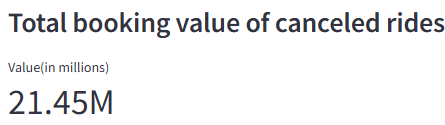 Total booking value of canceled rides
Value(in millions)
21.45M